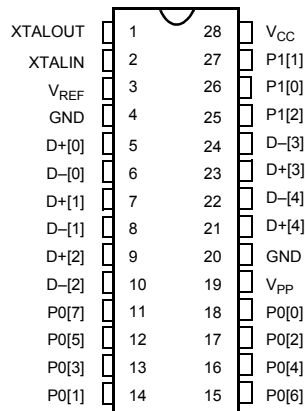 XTALOUT 1 28 VCC
XTALIN 2 27 P1[1]
VREF 3 26 P1[0]
GND 4 25 P1[2]
D+[0] 5 24 D–[3]
D–[0] 6 23 D+[3]
D+[1] 7 22 D–[4]
D–[1] 8 21 D+[4]
D+[2] 9 20 GND
D–[2] 10 19 VPP
P0[7] 11 18 P0[0]
P0[5] 12 17 P0[2]
P0[3] 13 16 P0[4]
P0[1] 14 15 P0[6]